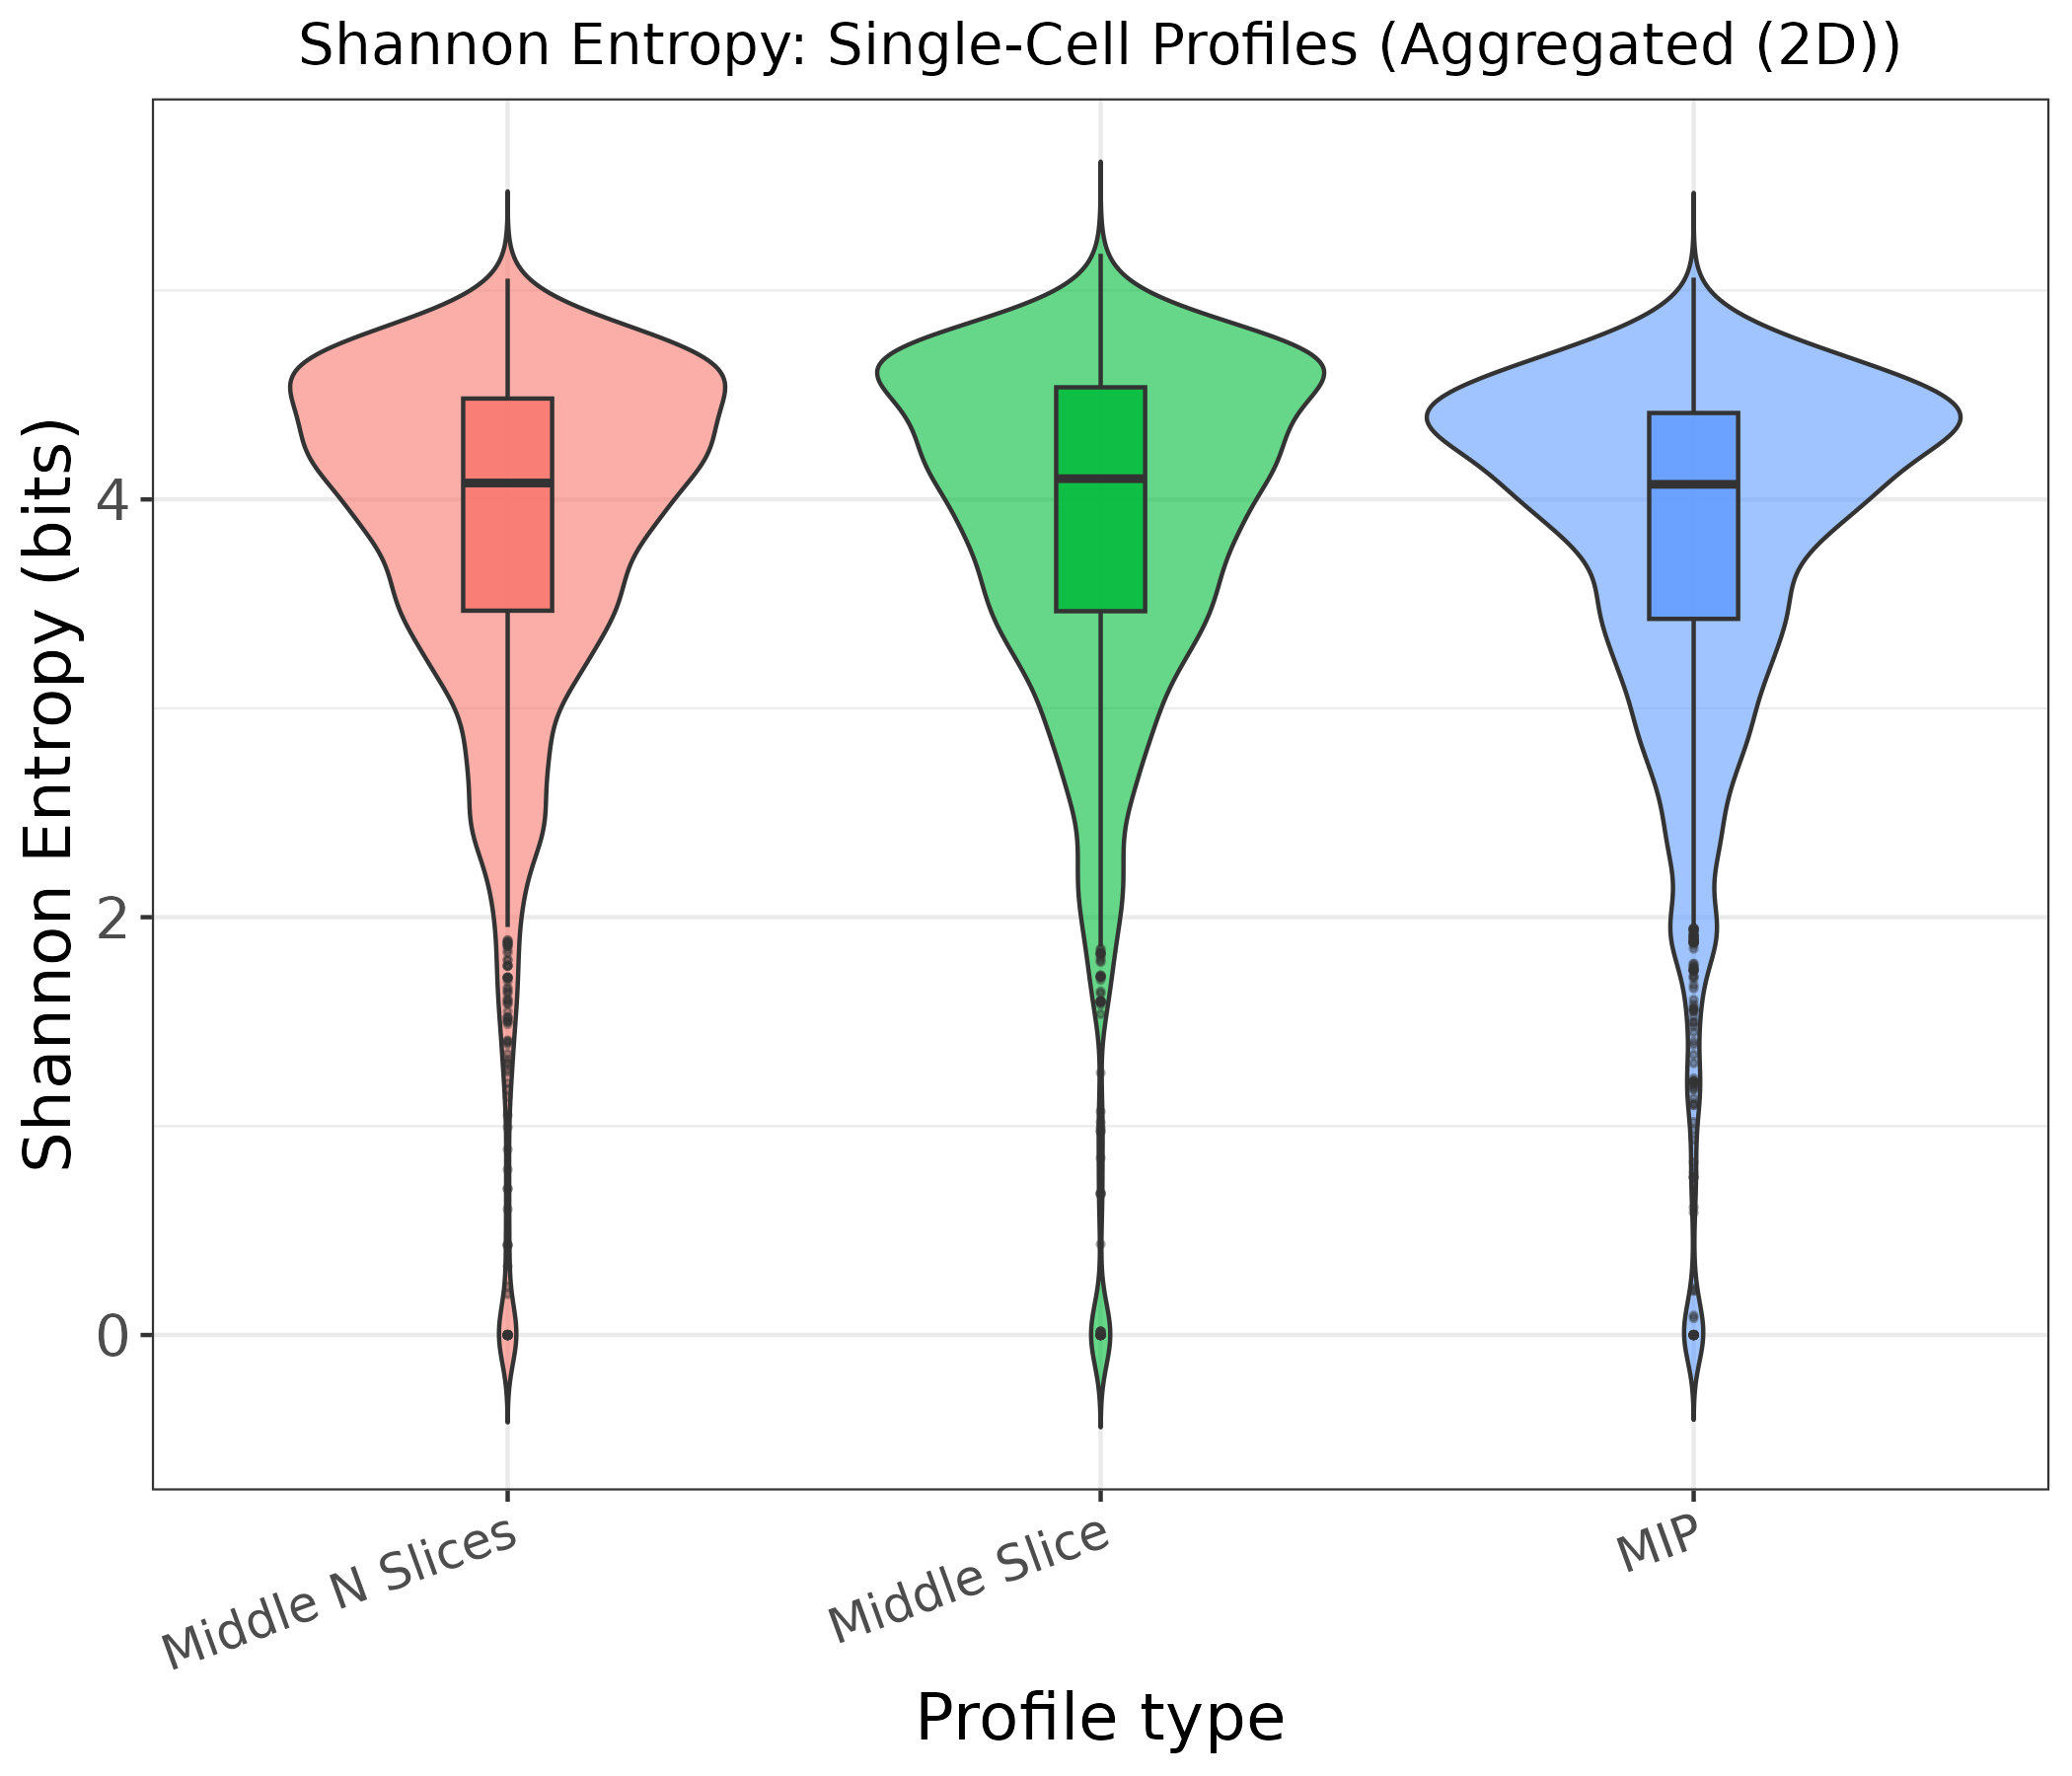 Shannon Entropy: Single-Cell Profiles (Aggregated (2D))
Shannon Entropy (bits)
4
2
0
Middle N Slices
Middle Slice
MIP
Profile type